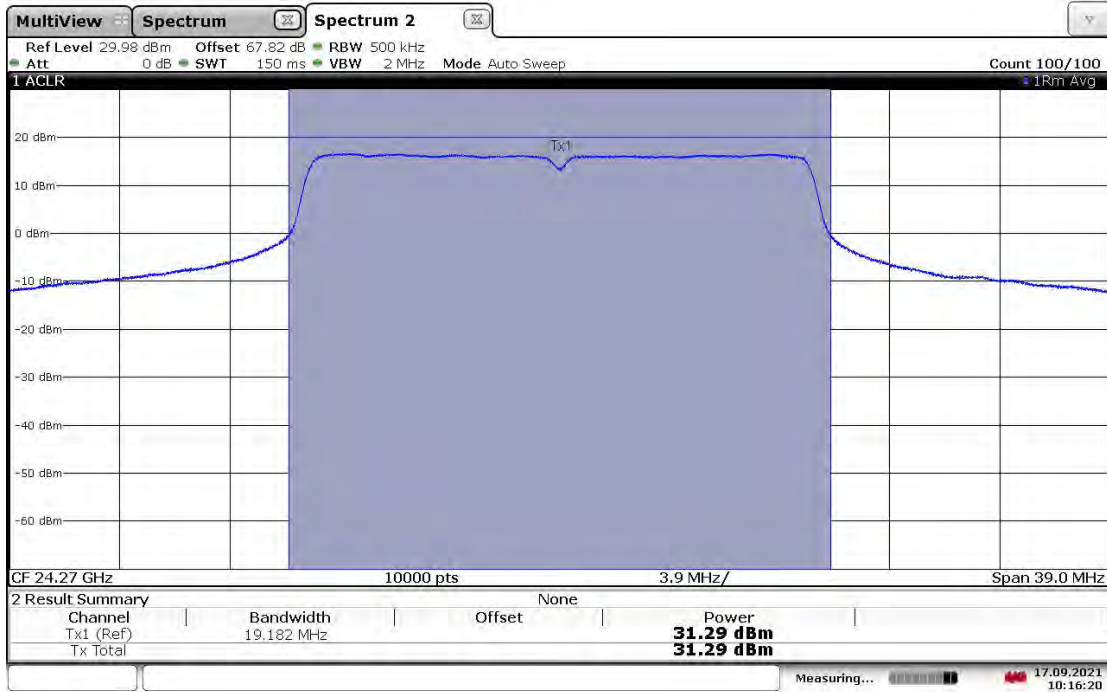 MultiView Spectrum Spectrum 2
Ref Level 29.98 dBm Offset 67.82 dB RBW 500 kHz
Att 0 dB SWT 150 ms VBW 2 MHz Mode Auto Sweep Count 100/100
1 ACLR 1Rm Avg
20 dBm
Tx1
10 dBm
0 dBm
-10 dBm
-20 dBm
-30 dBm
-40 dBm
-50 dBm
-60 dBm
CF 24.27 GHz 10000 pts 3.9 MHz/ Span 39.0 MHz
2 Result Summary None
Channel Bandwidth Offset Power
Tx1 (Ref) 19.182 MHz 31.29 dBm
Tx Total 31.29 dBm
Measuring... 17.09.2021
10:16:20